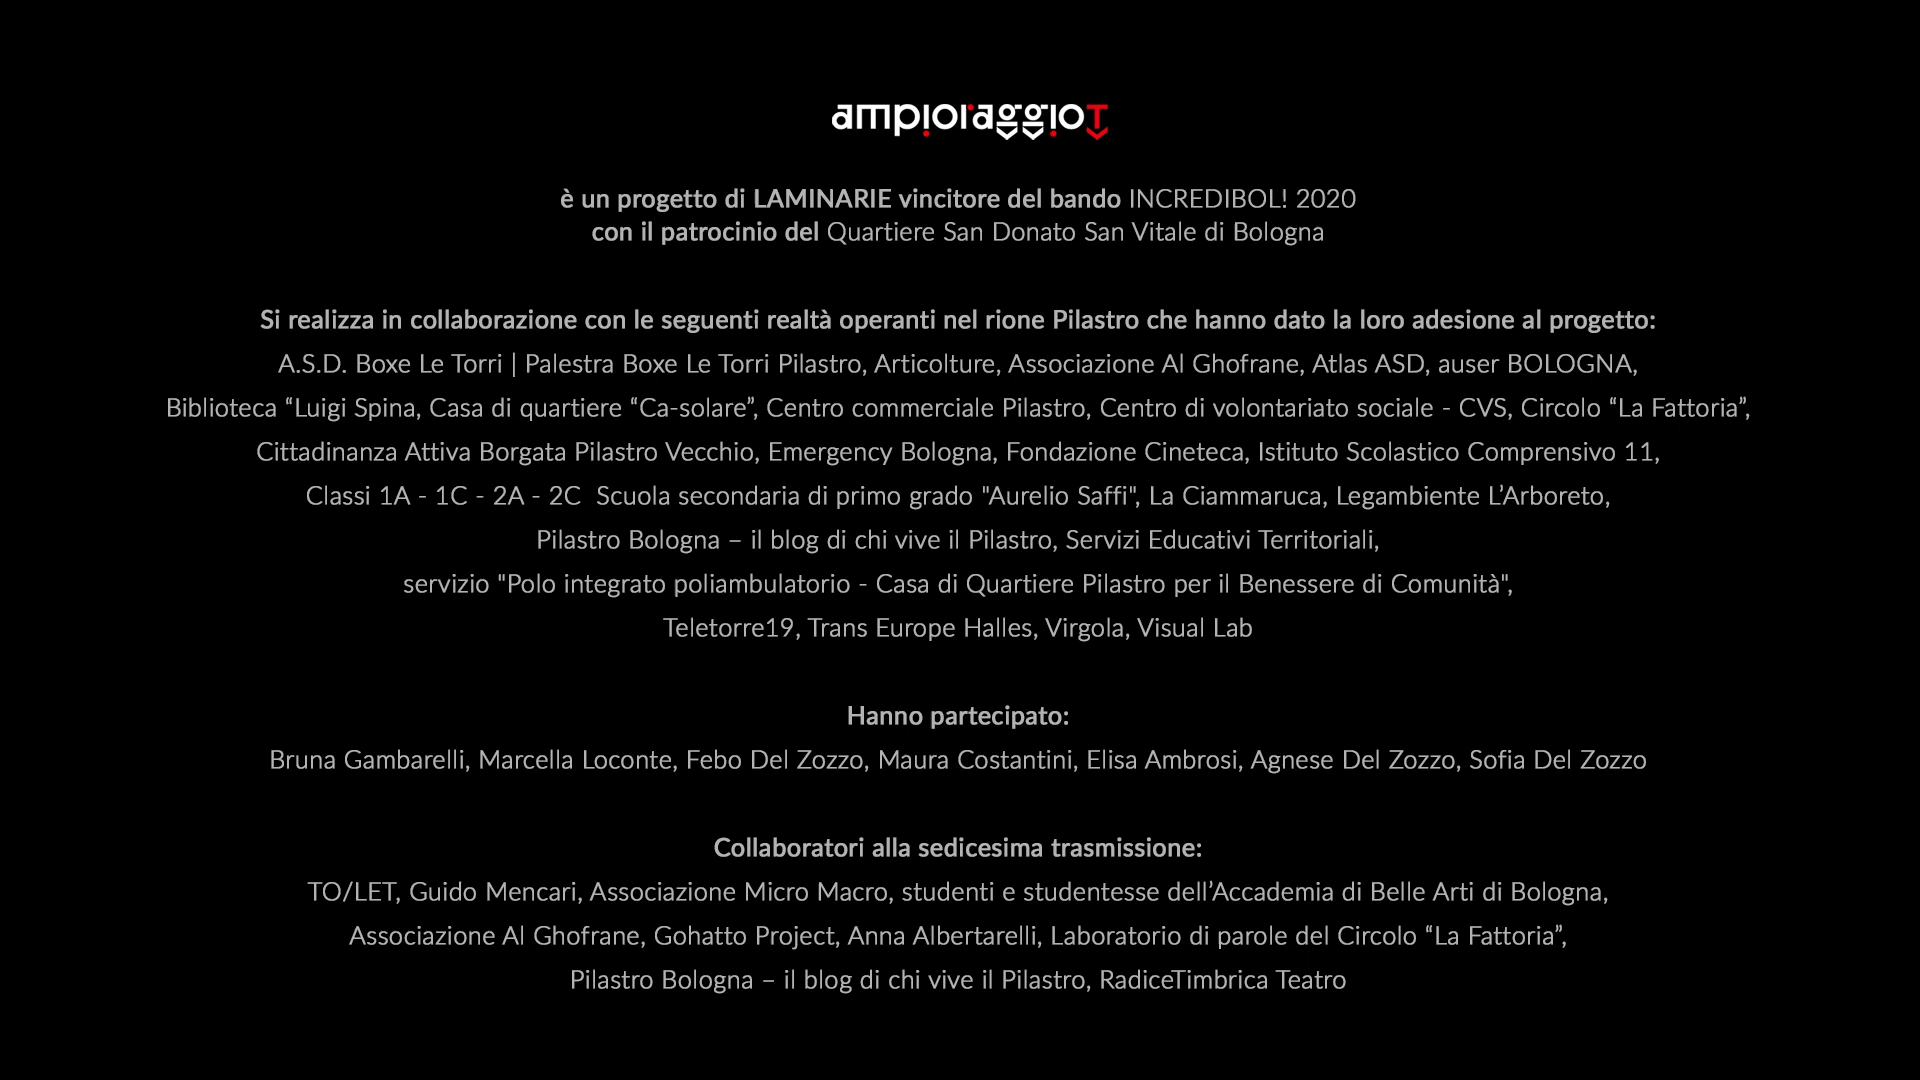 ampioraggioT
è un progetto di LAMINARIE vincitore del bando INCREDIBOL! 2020
con il patrocinio del Quartiere San Donato San Vitale di Bologna
Si realizza in collaborazione con le seguenti realtà operanti nel rione Pilastro che hanno dato la loro adesione al progetto:
A.S.D. Boxe Le Torri | Palestra Boxe Le Torri Pilastro, Articolture, Associazione Al Ghofrane, Atlas ASD, auser BOLOGNA,
Biblioteca “Luigi Spina, Casa di quartiere “Ca-solare”, Centro commerciale Pilastro, Centro di volontariato sociale - CVS, Circolo “La Fattoria”,
Cittadinanza Attiva Borgata Pilastro Vecchio, Emergency Bologna, Fondazione Cineteca, Istituto Scolastico Comprensivo 11,
Classi 1A - 1C - 2A - 2C  Scuola secondaria di primo grado "Aurelio Saffi", La Ciammaruca, Legambiente L’Arboreto,
Pilastro Bologna – il blog di chi vive il Pilastro, Servizi Educativi Territoriali,
servizio "Polo integrato poliambulatorio - Casa di Quartiere Pilastro per il Benessere di Comunità",
Teletorre19, Trans Europe Halles, Virgola, Visual Lab
Hanno partecipato:
Bruna Gambarelli, Marcella Loconte, Febo Del Zozzo, Maura Costantini, Elisa Ambrosi, Agnese Del Zozzo, Sofia Del Zozzo
Collaboratori alla sedicesima trasmissione:
TO/LET, Guido Mencari, Associazione Micro Macro, studenti e studentesse dell’Accademia di Belle Arti di Bologna,
Associazione Al Ghofrane, Gohatto Project, Anna Albertarelli, Laboratorio di parole del Circolo “La Fattoria”,
Pilastro Bologna – il blog di chi vive il Pilastro, RadiceTimbrica Teatro